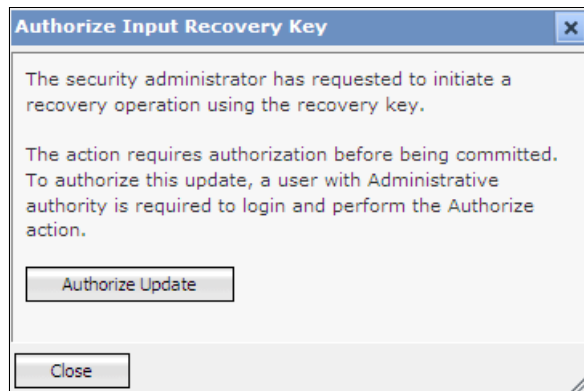 Authorize Input Recovery Key
The security administrator has requested to initiate a
recovery operation using the recovery key.
The action requires authorization before being committed.
To authorize this update, a user with Administrative
authority is required to login and perform the Authorize
action.
Authorize Update
Close